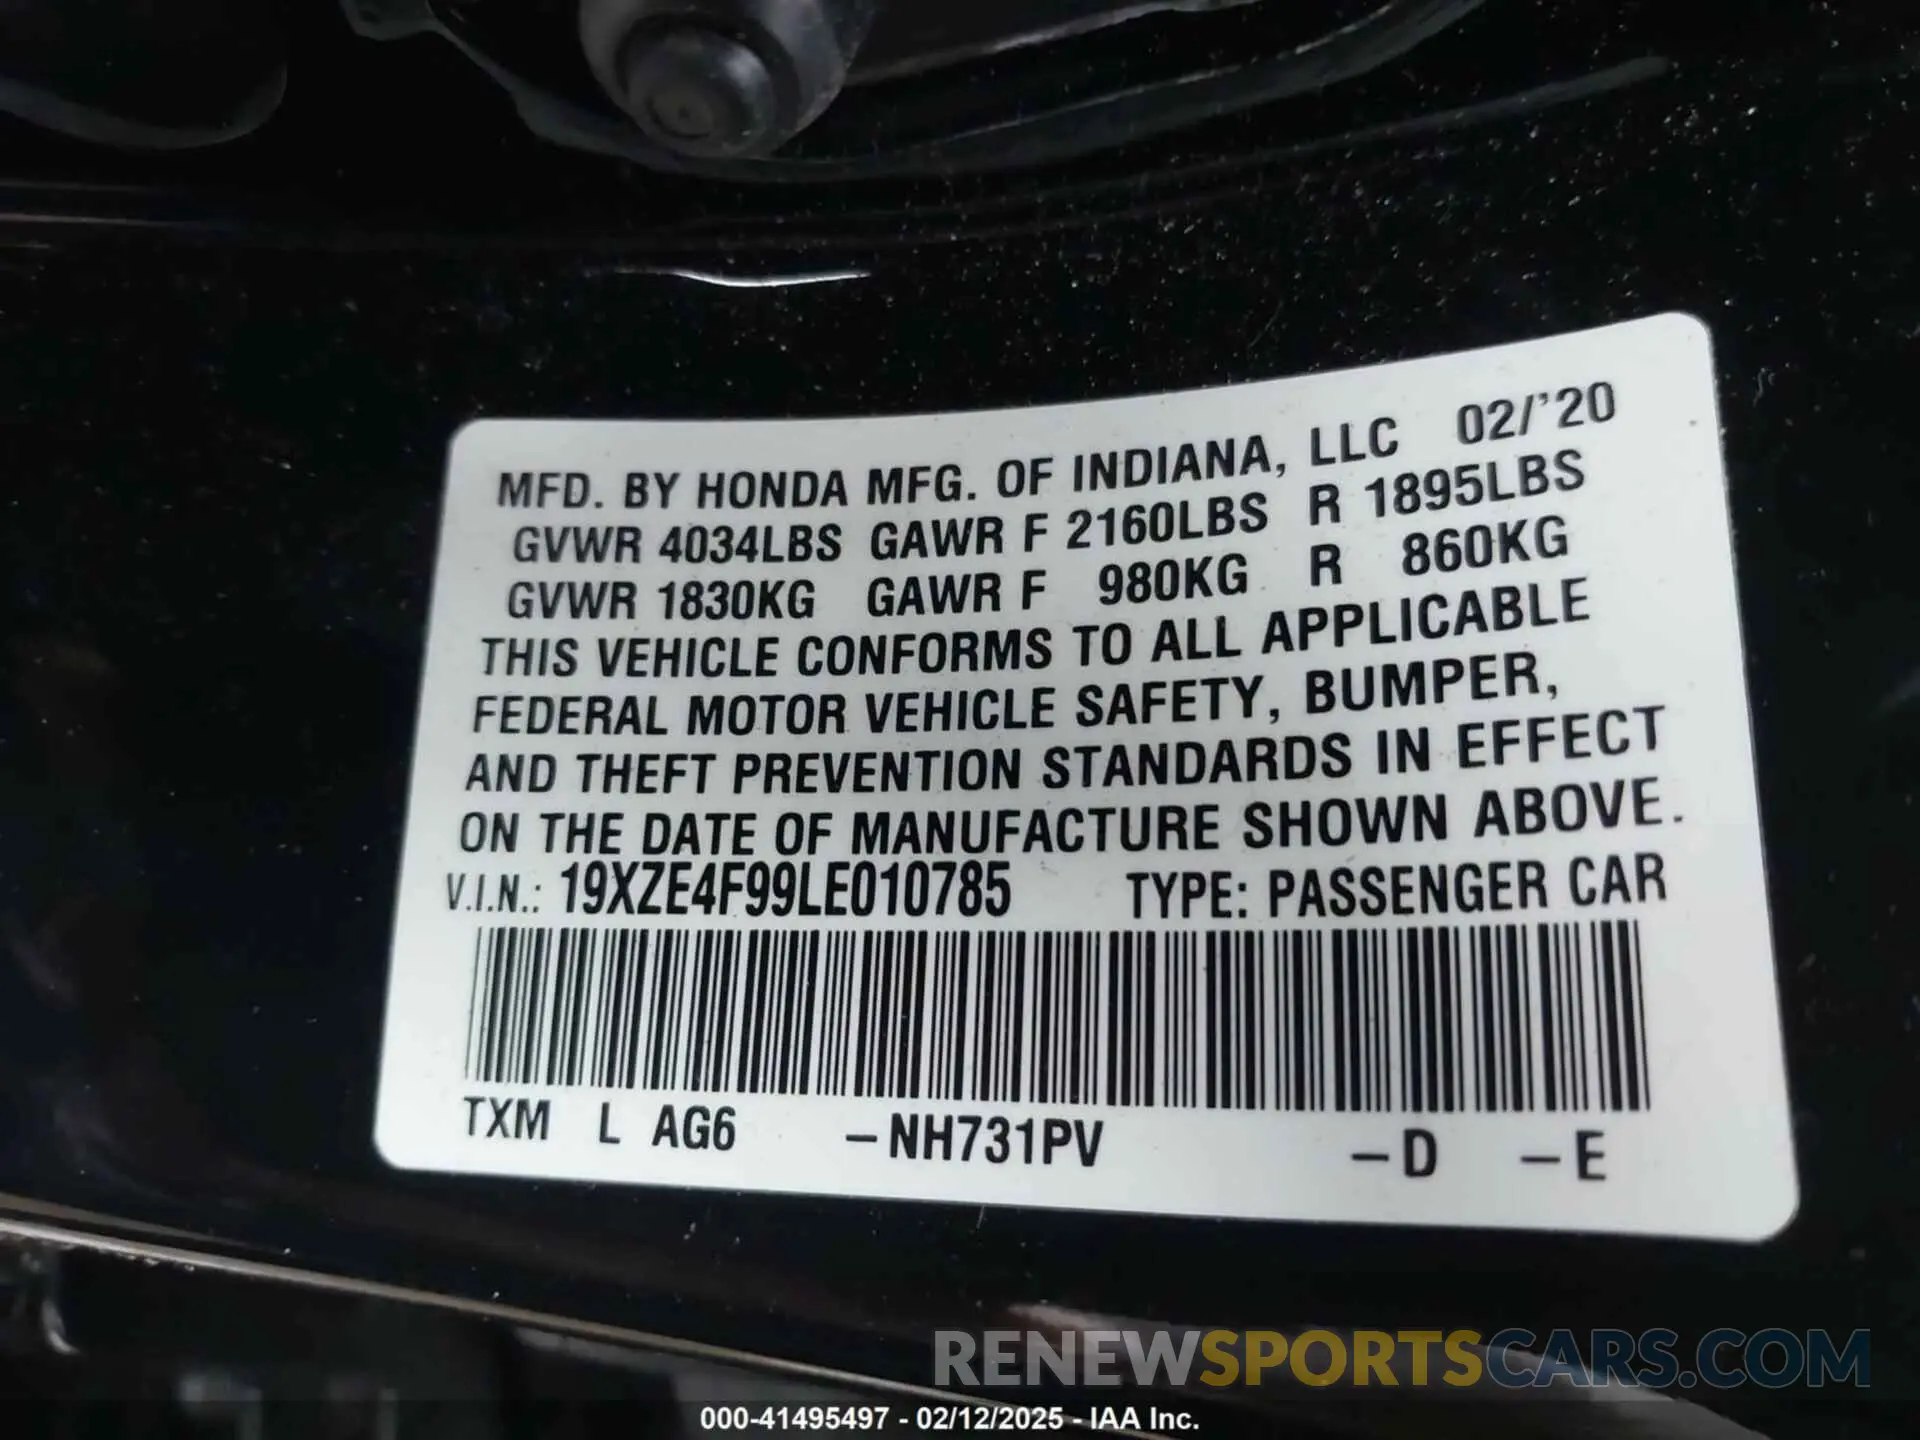 MFD. BY HONDA MFG. OF INDIANA, LLC 02/'20
GVWR 4034LBS GAWR F 2160LBS R 1895LBS
GVWR 1830KG GAWR F 980KG R 860KG
THIS VEHICLE CONFORMS TO ALL APPLICABLE
FEDERAL MOTOR VEHICLE SAFETY, BUMPER,
AND THEFT PREVENTION STANDARDS IN EFFECT
ON THE DATE OF MANUFACTURE SHOWN ABOVE.
V.I.N.: 19XZE4F99LE010785 TYPE: PASSENGER CAR
TXM L AG6 –NH731PV –D –E
RENEWSPORTSCARS.COM
000-41495497 - 02/12/2025 - IAA Inc.